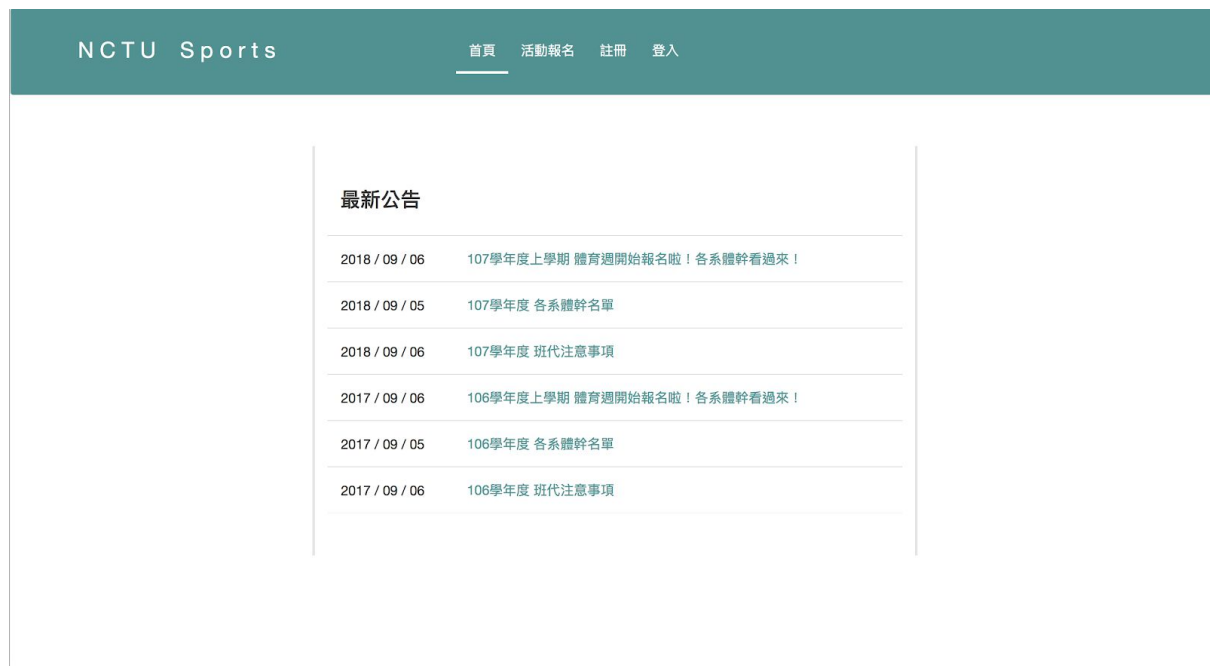 NCTU Sports
首頁 活動報名 註冊 登入
最新公告
2018 / 09 / 06 107學年度上學期 體育週開始報名啦！各系體幹看過來！
2018 / 09 / 05 107學年度 各系體幹名單
2018 / 09 / 06 107學年度 班代注意事項
2017 / 09 / 06 106學年度上學期 體育週開始報名啦！各系體幹看過來！
2017 / 09 / 05 106學年度 各系體幹名單
2017 / 09 / 06 106學年度 班代注意事項